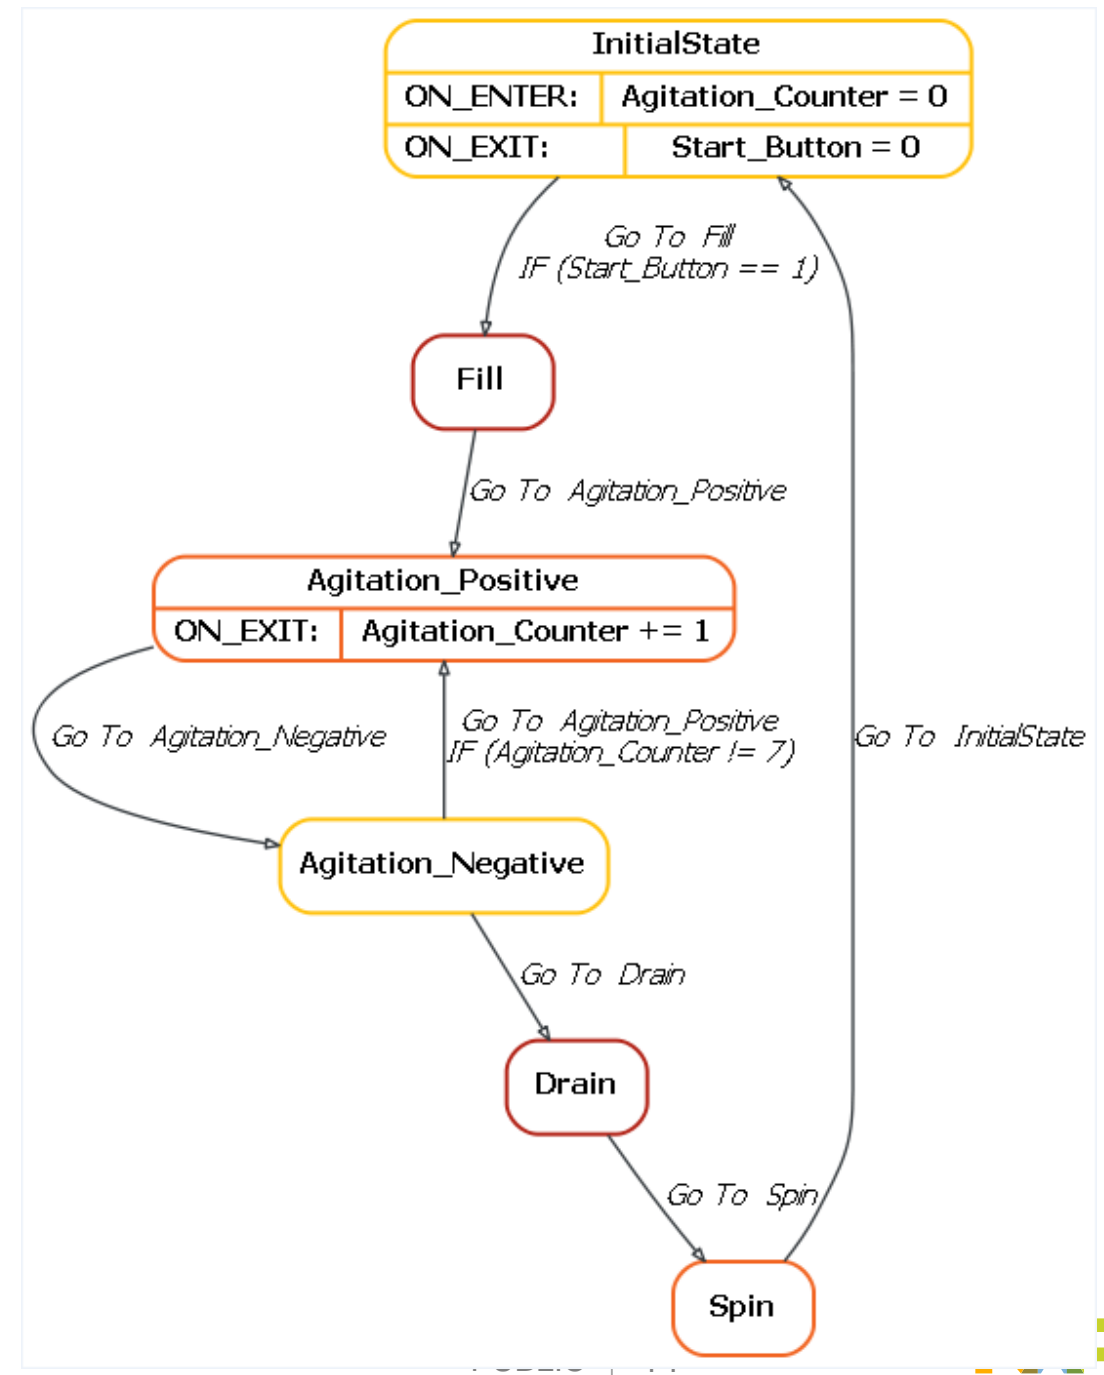 InitialState
ON_ENTER: Agitation_Counter = 0
ON_EXIT: Start_Button = 0
Go To Fill
IF (Start_Button == 1)
Fill
Go To Agitation_Positive
Agitation_Positive
ON_EXIT: Agitation_Counter += 1
Go To Agitation_Negative
Go To Agitation_Positive
IF (Agitation_Counter != 7)
Go To InitialState
Agitation_Negative
Go To Drain
Drain
Go To Spin
Spin